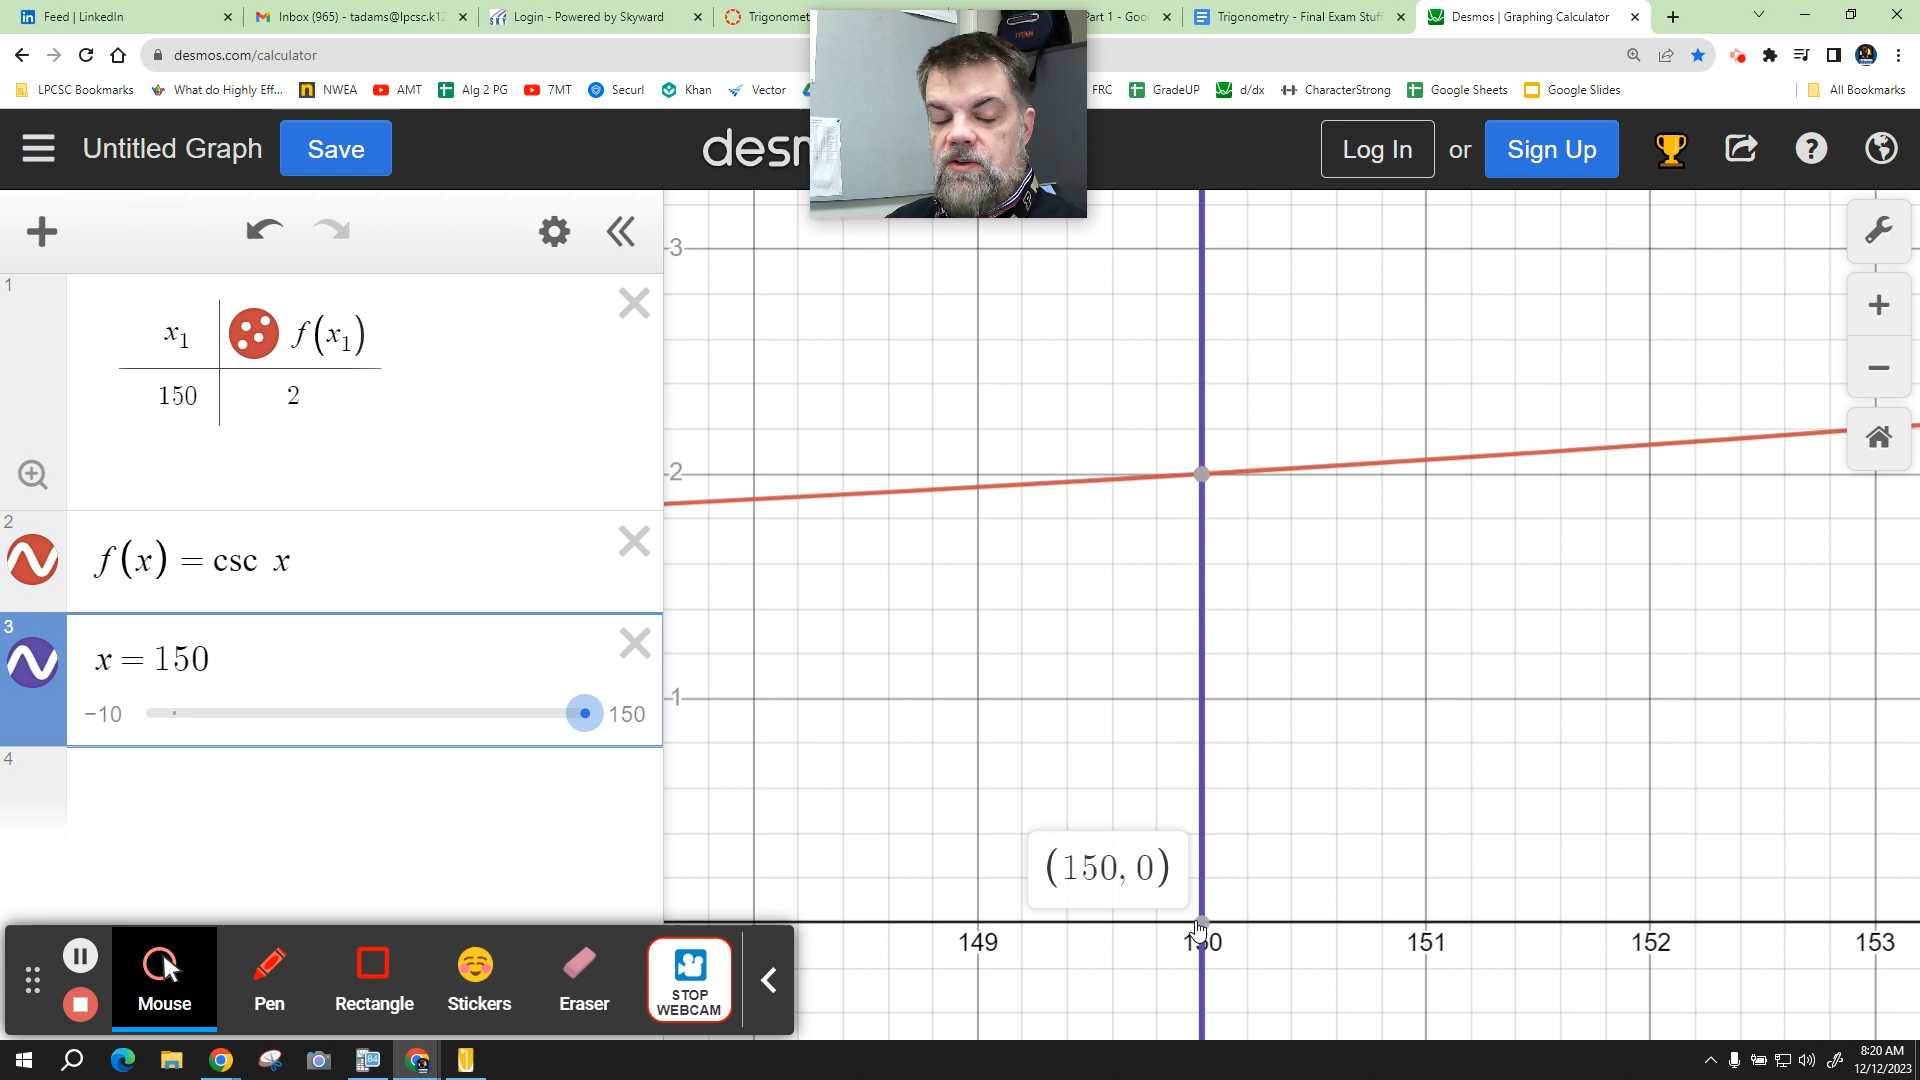 Feed | LinkedIn
Inbox (965) - tadams@lpcsc.k12
Login - Powered by Skyward
Trigonomet
Part 1 - Goo
Trigonometry - Final Exam Stuff
Desmos | Graphing Calculator
desmos.com/calculator
LPCSC Bookmarks
What do Highly Eff...
NWEA
AMT
Alg 2 PG
7MT
Securl
Khan
Vector
FRC
GradeUP
d/dx
CharacterStrong
Google Sheets
Google Slides
All Bookmarks
Untitled Graph
Save
desm
Log In
or
Sign Up
1
x₁ f(x₁)
150 2
2
f(x) = csc x
3
x = 150
−10 150
4
3
2
1
(150, 0)
149 150 151 152 153
Mouse
Pen
Rectangle
Stickers
Eraser
STOP
WEBCAM
84
8:20 AM
12/12/2023